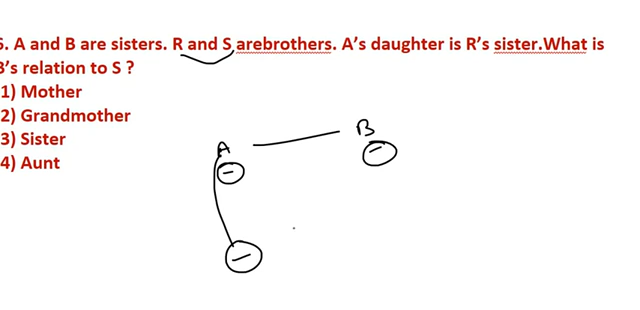 6. A and B are sisters. R and S arebrothers. A's daughter is R's sister.What is
B's relation to S ?
1) Mother
2) Grandmother
3) Sister
4) Aunt
A
B